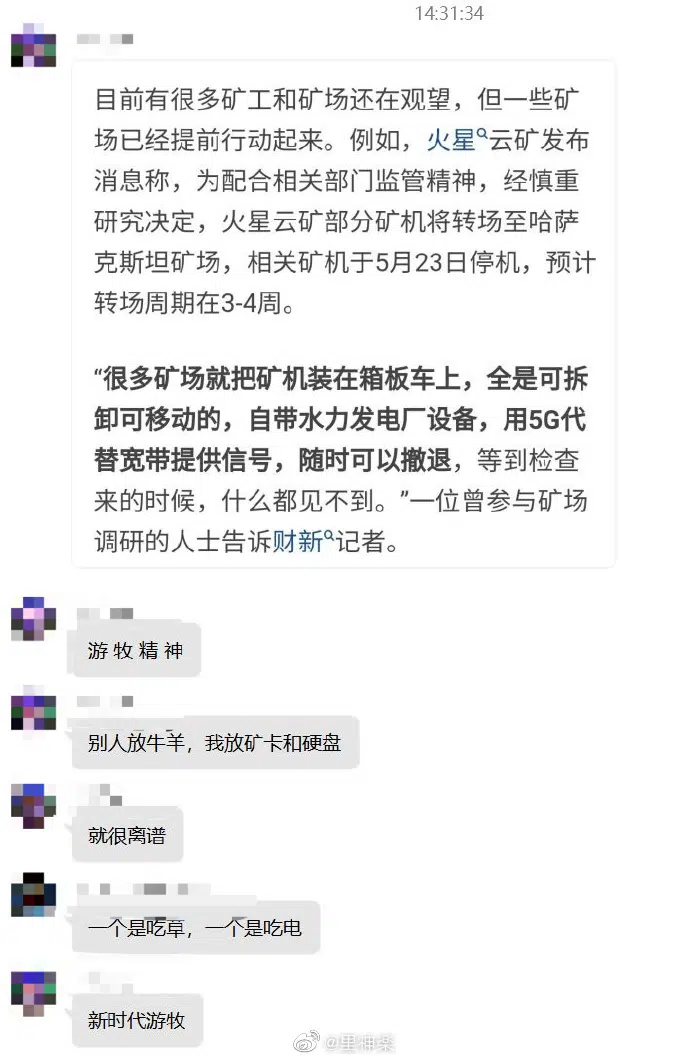 14:31:34
目前有很多矿工和矿场还在观望，但一些矿
场已经提前行动起来。例如，火星云矿发布
消息称，为配合相关部门监管精神，经慎重
研究决定，火星云矿部分矿机将转场至哈萨
克斯坦矿场，相关矿机于5月23日停机，预计
转场周期在3-4周。
“很多矿场就把矿机装在箱板车上，全是可拆
卸可移动的，自带水力发电厂设备，用5G代
替宽带提供信号，随时可以撤退，等到检查
来的时候，什么都见不到。”一位曾参与矿场
调研的人士告诉财新记者。
游 牧 精 神
别人放牛羊，我放矿卡和硬盘
就很离谱
一个是吃草，一个是吃电
新时代游牧